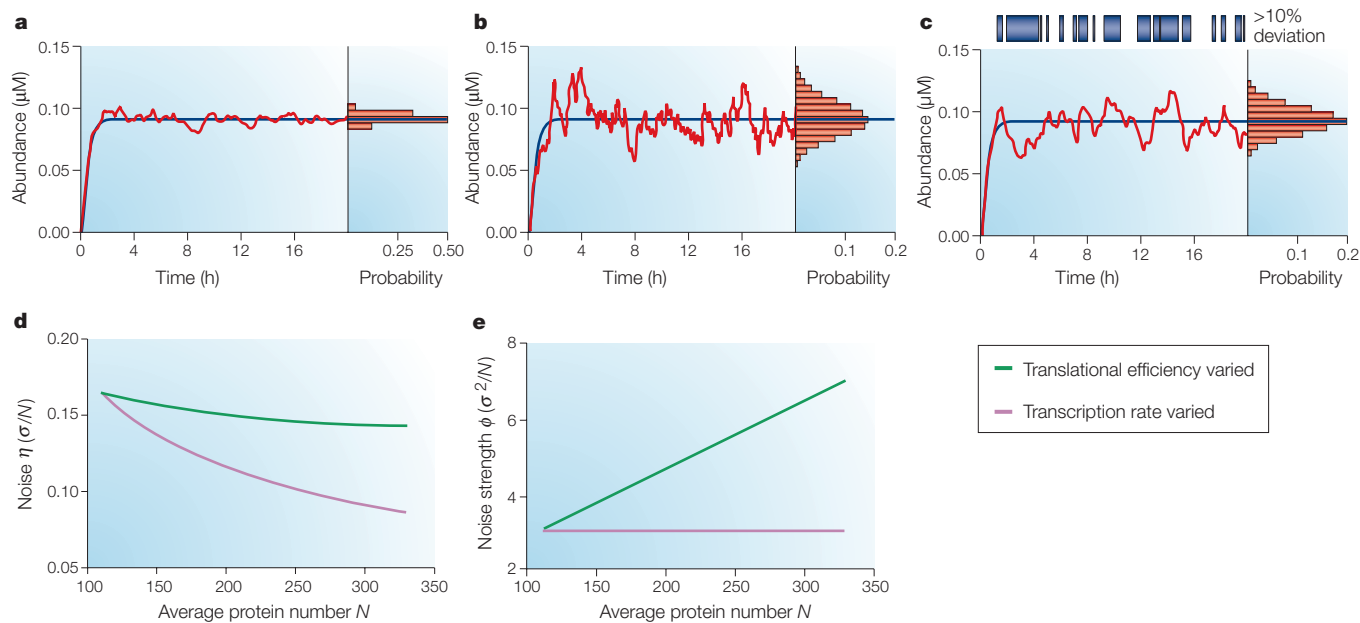 a
0.15
0.10
0.05
0.00
Abundance (µM)
0
4
8
12
16
0.25
0.50
Time (h)
Probability
b
0.15
0.10
0.05
0.00
Abundance (µM)
0
4
8
12
16
0.1
0.2
Time (h)
Probability
c
>10%
deviation
0.15
0.10
0.05
0.00
Abundance (µM)
0
4
8
12
16
0.1
0.2
Time (h)
Probability
d
0.20
0.15
0.10
0.05
Noise η (σ/N)
100
150
200
250
300
350
Average protein number N
e
8
6
4
2
Noise strength ϕ (σ²/N)
100
150
200
250
300
350
Average protein number N
Translational efficiency varied
Transcription rate varied